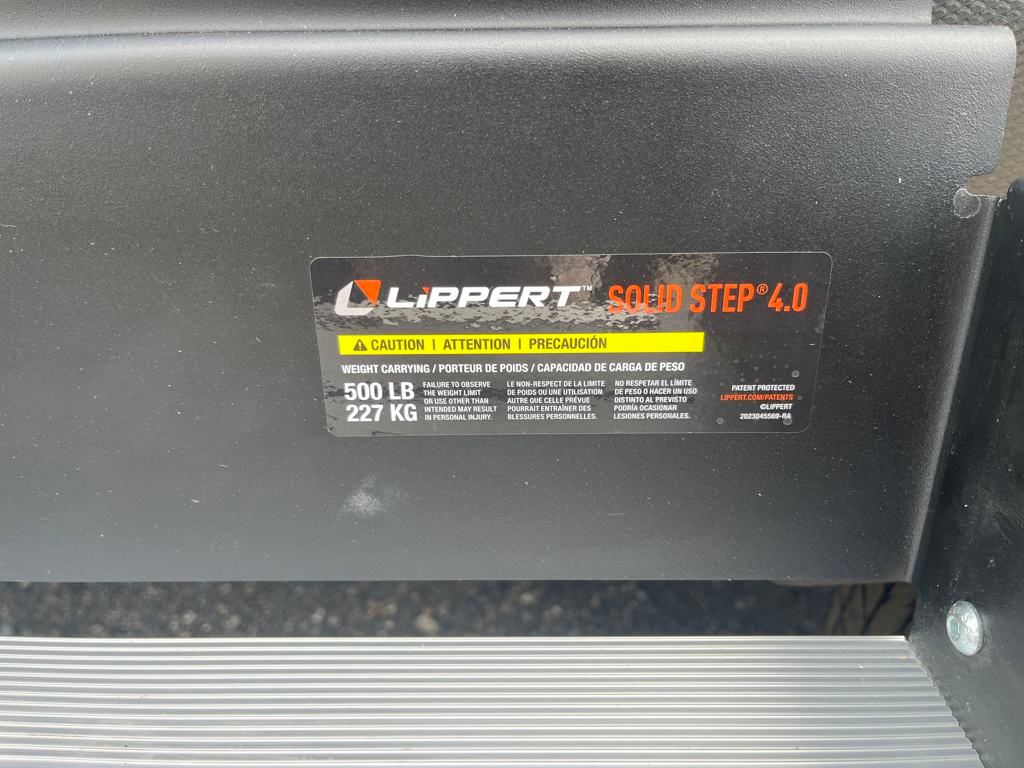 LiPPERT™ SOLID STEP® 4.0
⚠ CAUTION | ATTENTION | PRECAUCIÓN
WEIGHT CARRYING / PORTEUR DE POIDS / CAPACIDAD DE CARGA DE PESO
500 LB
227 KG
FAILURE TO OBSERVE
THE WEIGHT LIMIT
OR USE OTHER THAN
INTENDED MAY RESULT
IN PERSONAL INJURY.
LE NON-RESPECT DE LA LIMITE
DE POIDS OU UNE UTILISATION
AUTRE QUE CELLE PRÉVUE
POURRAIT ENTRAÎNER DES
BLESSURES PERSONNELLES.
NO RESPETAR EL LÍMITE
DE PESO O HACER UN USO
DISTINTO AL PREVISTO
PODRÍA OCASIONAR
LESIONES PERSONALES.
PATENT PROTECTED
LIPPERT.COM/PATENTS
©LIPPERT
2023045569-RA